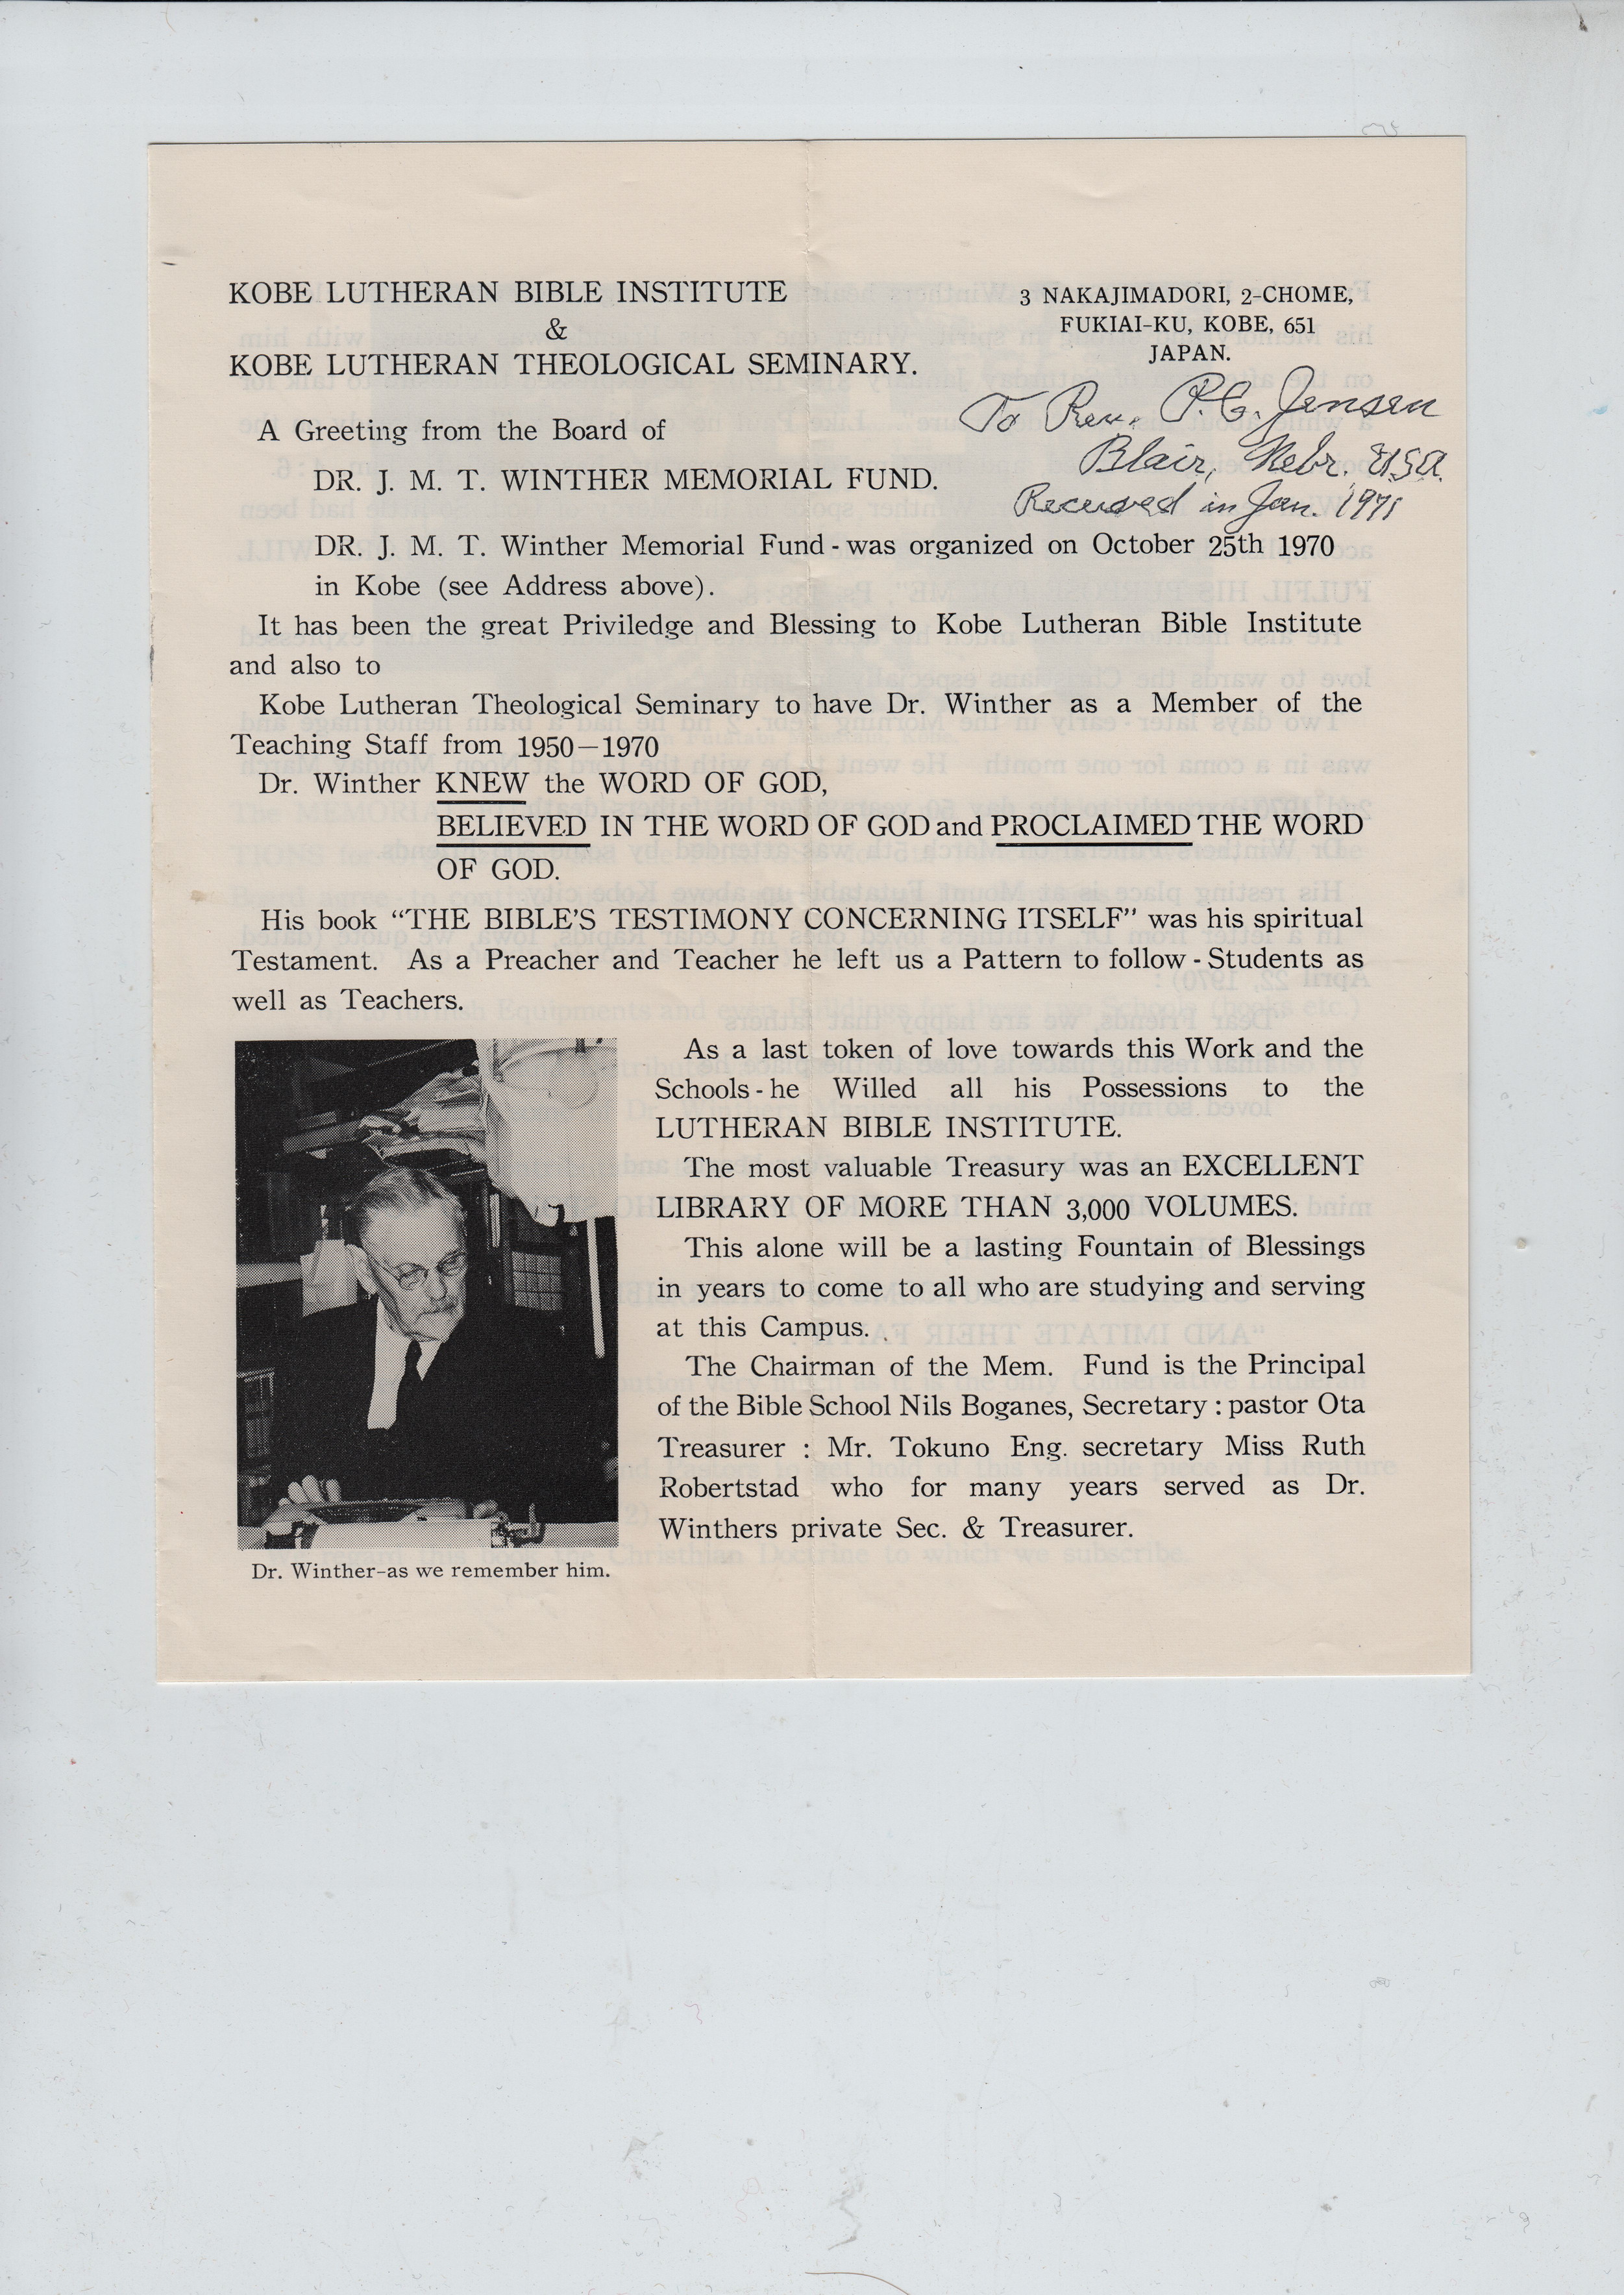 KOBE LUTHERAN BIBLE INSTITUTE
&
KOBE LUTHERAN THEOLOGICAL SEMINARY.
3 NAKAJIMADORI, 2-CHOME,
FUKIAI-KU, KOBE, 651
JAPAN.
To Rev. P.C. Jensen
Blair, Nebr. U.S.A.
Received in Jan. 1971
A Greeting from the Board of
DR. J. M. T. WINTHER MEMORIAL FUND.
DR. J. M. T. Winther Memorial Fund - was organized on October 25th 1970
in Kobe (see Address above).
It has been the great Priviledge and Blessing to Kobe Lutheran Bible Institute
and also to
Kobe Lutheran Theological Seminary to have Dr. Winther as a Member of the
Teaching Staff from 1950—1970
Dr. Winther KNEW the WORD OF GOD,
BELIEVED IN THE WORD OF GOD and PROCLAIMED THE WORD
OF GOD.
His book “THE BIBLE’S TESTIMONY CONCERNING ITSELF” was his spiritual
Testament. As a Preacher and Teacher he left us a Pattern to follow - Students as
well as Teachers.
As a last token of love towards this Work and the
Schools - he Willed all his Possessions to the
LUTHERAN BIBLE INSTITUTE.
The most valuable Treasury was an EXCELLENT
LIBRARY OF MORE THAN 3,000 VOLUMES.
This alone will be a lasting Fountain of Blessings
in years to come to all who are studying and serving
at this Campus.
The Chairman of the Mem. Fund is the Principal
of the Bible School Nils Boganes, Secretary : pastor Ota
Treasurer : Mr. Tokuno Eng. secretary Miss Ruth
Robertstad who for many years served as Dr.
Winthers private Sec. & Treasurer.
Dr. Winther-as we remember him.